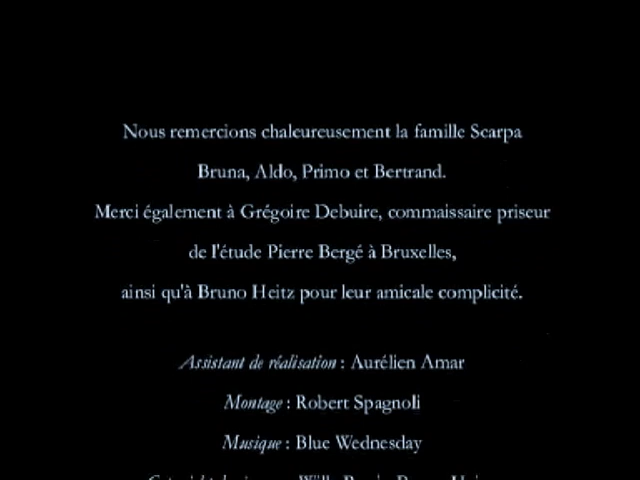 Nous remercions chaleureusement la famille Scarpa
Bruna, Aldo, Primo et Bertrand.
Merci également à Grégoire Debuire, commaissaire priseur
de l'étude Pierre Bergé à Bruxelles,
ainsi qu'à Bruno Heitz pour leur amicale complicité.
Assistant de réalisation : Aurélien Amar
Montage : Robert Spagnoli
Musique : Blue Wednesday